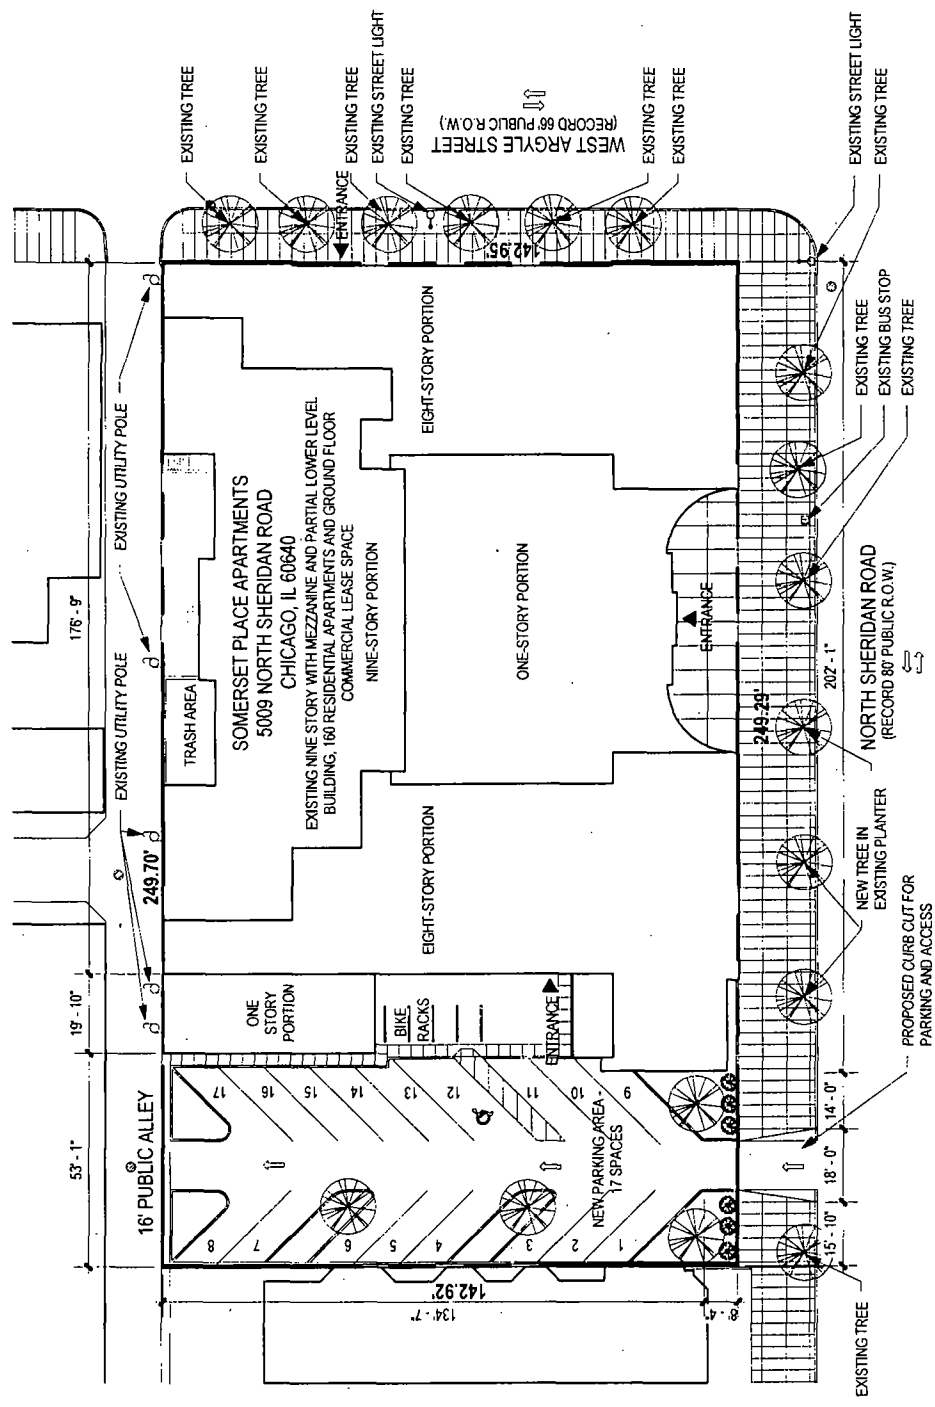 EXISTING TREE
EXISTING TREE
EXISTING TREE
EXISTING STREET LIGHT
EXISTING TREE
EXISTING TREE
EXISTING TREE
WEST ARGYLE STREET
(RECORD 66' PUBLIC R.O.W.)
ENTRANCE
142.95'
EXISTING STREET LIGHT
EXISTING TREE
EXISTING TREE
EXISTING BUS STOP
EXISTING TREE
EXISTING UTILITY POLE
EXISTING UTILITY POLE
176' - 9"
249.70'
19' - 10"
53' - 1"
16' PUBLIC ALLEY
EIGHT-STORY PORTION
SOMERSET PLACE APARTMENTS
5009 NORTH SHERIDAN ROAD
CHICAGO, IL 60640
EXISTING NINE STORY WITH MEZZANINE AND PARTIAL LOWER LEVEL
BUILDING, 160 RESIDENTIAL APARTMENTS AND GROUND FLOOR
COMMERCIAL LEASE SPACE
NINE-STORY PORTION
TRASH AREA
ONE-STORY PORTION
ENTRANCE
249.29'
202' - 1"
NORTH SHERIDAN ROAD
(RECORD 80' PUBLIC R.O.W.)
EIGHT-STORY PORTION
NEW TREE IN
EXISTING PLANTER
ONE
STORY
PORTION
BIKE
RACKS
ENTRANCE
17
16
15
14
13
12
11
10
9
NEW PARKING AREA -
17 SPACES
8
7
6
5
4
3
2
1
14' - 0"
18' - 0"
15' - 10"
PROPOSED CURB CUT FOR
PARKING AND ACCESS
142.92'
134' - 7"
8' - 4"
EXISTING TREE